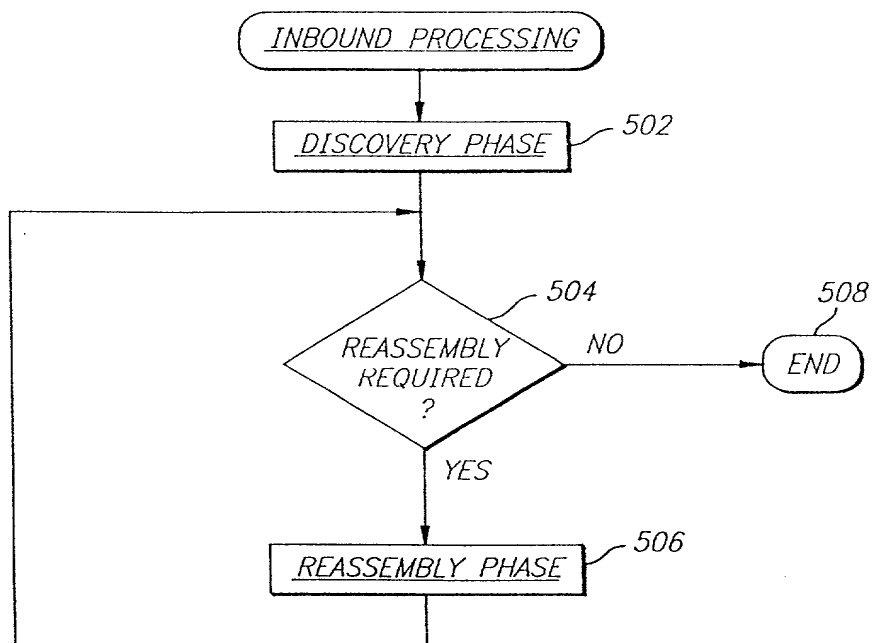 INBOUND PROCESSING
DISCOVERY PHASE
502
504
508
REASSEMBLY
REQUIRED
?
NO
END
YES
506
REASSEMBLY PHASE